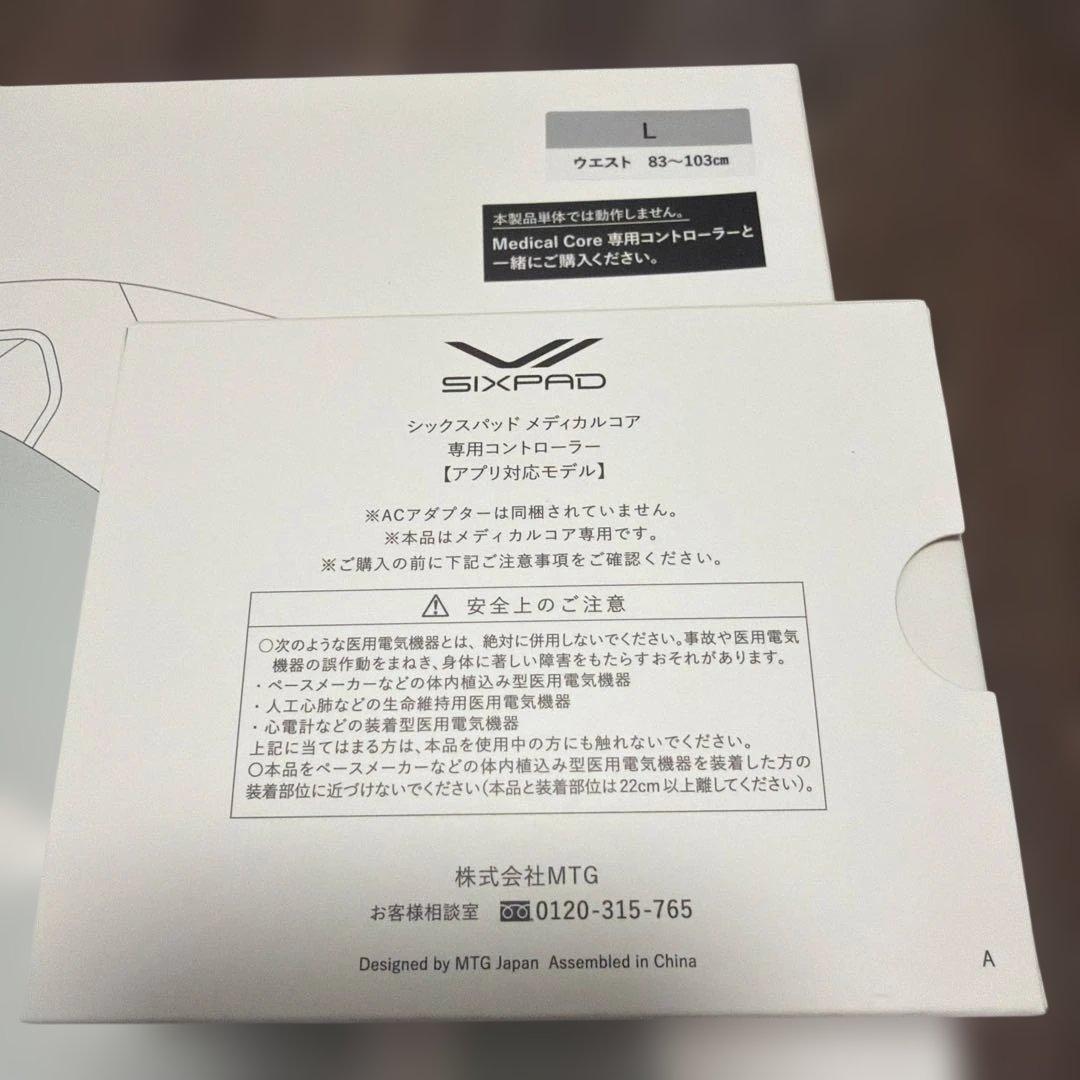 L
ウエスト 83〜103㎝
本製品単体では動作しません。
Medical Core 専用コントローラーと
一緒にご購入ください。
SIXPAD
シックスパッド メディカルコア
専用コントローラー
【アプリ対応モデル】
※ACアダプターは同梱されていません。
※本品はメディカルコア専用です。
※ご購入の前に下記ご注意事項をご確認ください。
⚠ 安全上のご注意
○次のような医用電気機器とは、絶対に併用しないでください。事故や医用電気
機器の誤作動をまねき、身体に著しい障害をもたらすおそれがあります。
・ペースメーカーなどの体内植込み型医用電気機器
・人工心肺などの生命維持用医用電気機器
・心電計などの装着型医用電気機器
上記に当てはまる方は、本品を使用中の方にも触れないでください。
○本品をペースメーカーなどの体内植込み型医用電気機器を装着した方の
装着部位に近づけないでください(本品と装着部位は22cm以上離してください)。
株式会社MTG
お客様相談室 0120-315-765
Designed by MTG Japan Assembled in China
A